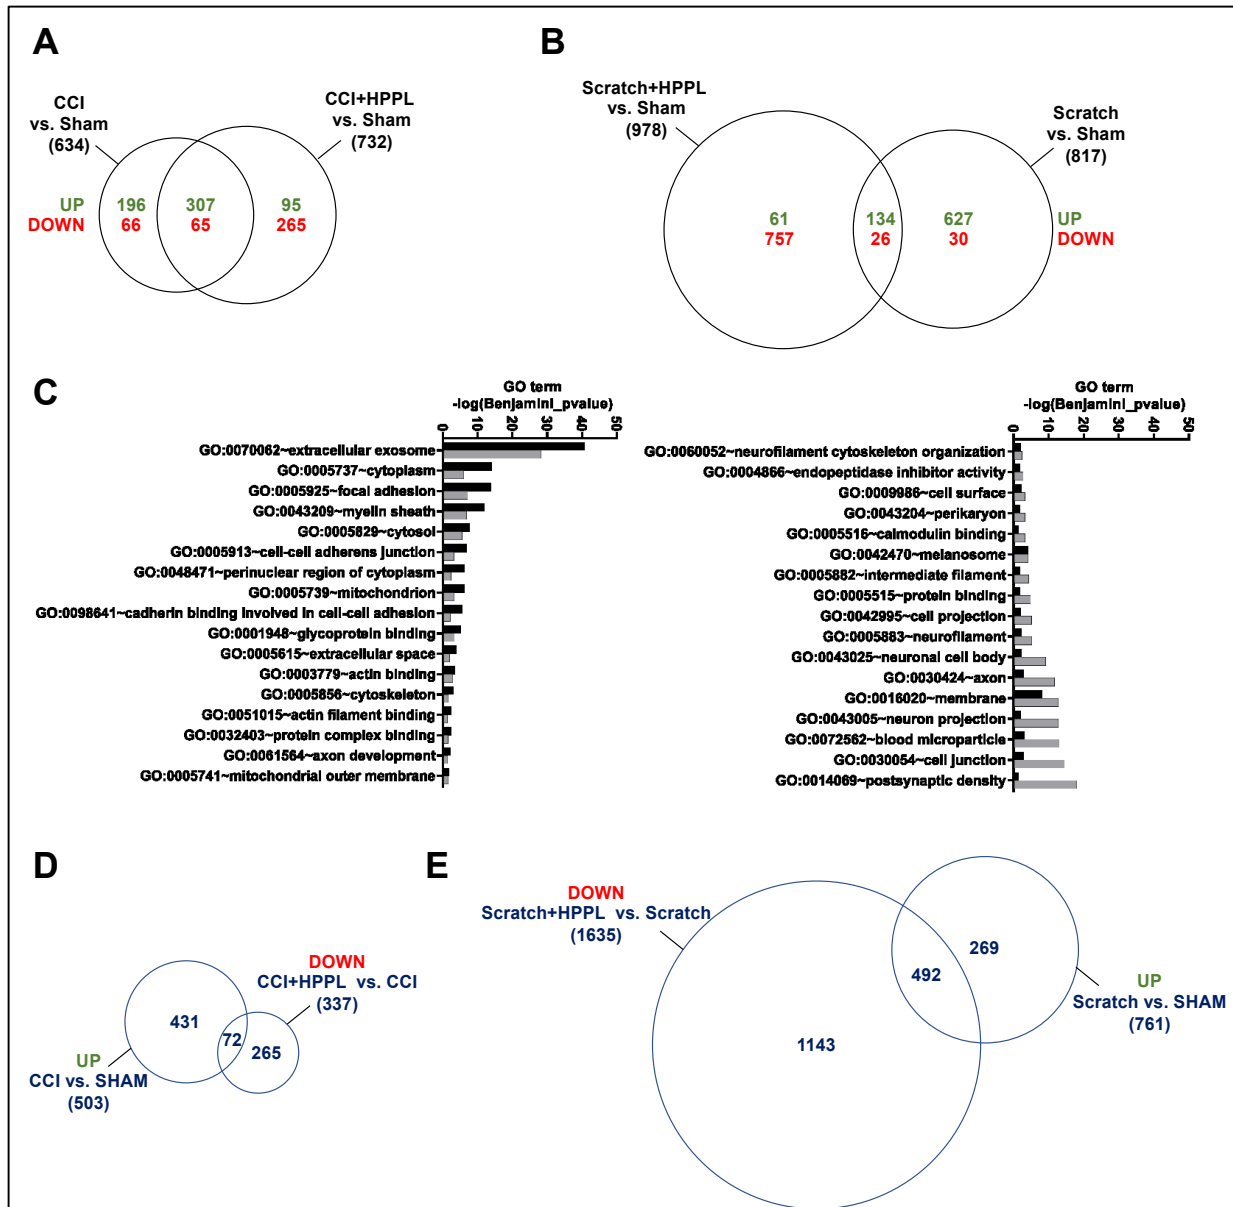 A
CCI
vs. Sham
(634)
CCI+HPPL
vs. Sham
(732)
UP
DOWN
196
66
307
65
95
265
B
Scratch+HPPL
vs. Sham
(978)
Scratch
vs. Sham
(817)
61
757
134
26
627
30
UP
DOWN
C
GO term
-log(Benjamini_pvalue)
0 10 20 30 40 50
GO:0070062~extracellular exosome
GO:0005737~cytoplasm
GO:0005925~focal adhesion
GO:0043209~myelin sheath
GO:0005829~cytosol
GO:0005913~cell-cell adherens junction
GO:0048471~perinuclear region of cytoplasm
GO:0005739~mitochondrion
GO:0098641~cadherin binding involved in cell-cell adhesion
GO:0001948~glycoprotein binding
GO:0005615~extracellular space
GO:0003779~actin binding
GO:0005856~cytoskeleton
GO:0051015~actin filament binding
GO:0032403~protein complex binding
GO:0061564~axon development
GO:0005741~mitochondrial outer membrane
GO term
-log(Benjamini_pvalue)
0 10 20 30 40 50
GO:0060052~neurofilament cytoskeleton organization
GO:0004866~endopeptidase inhibitor activity
GO:0009986~cell surface
GO:0043204~perikaryon
GO:0005516~calmodulin binding
GO:0042470~melanosome
GO:0005882~intermediate filament
GO:0005515~protein binding
GO:0042995~cell projection
GO:0005883~neurofilament
GO:0043025~neuronal cell body
GO:0030424~axon
GO:0016020~membrane
GO:0043005~neuron projection
GO:0072562~blood microparticle
GO:0030054~cell junction
GO:0014069~postsynaptic density
D
DOWN
CCI+HPPL vs. CCI
(337)
431
72
265
UP
CCI vs. SHAM
(503)
E
DOWN
Scratch+HPPL vs. Scratch
(1635)
269
492
UP
Scratch vs. SHAM
(761)
1143